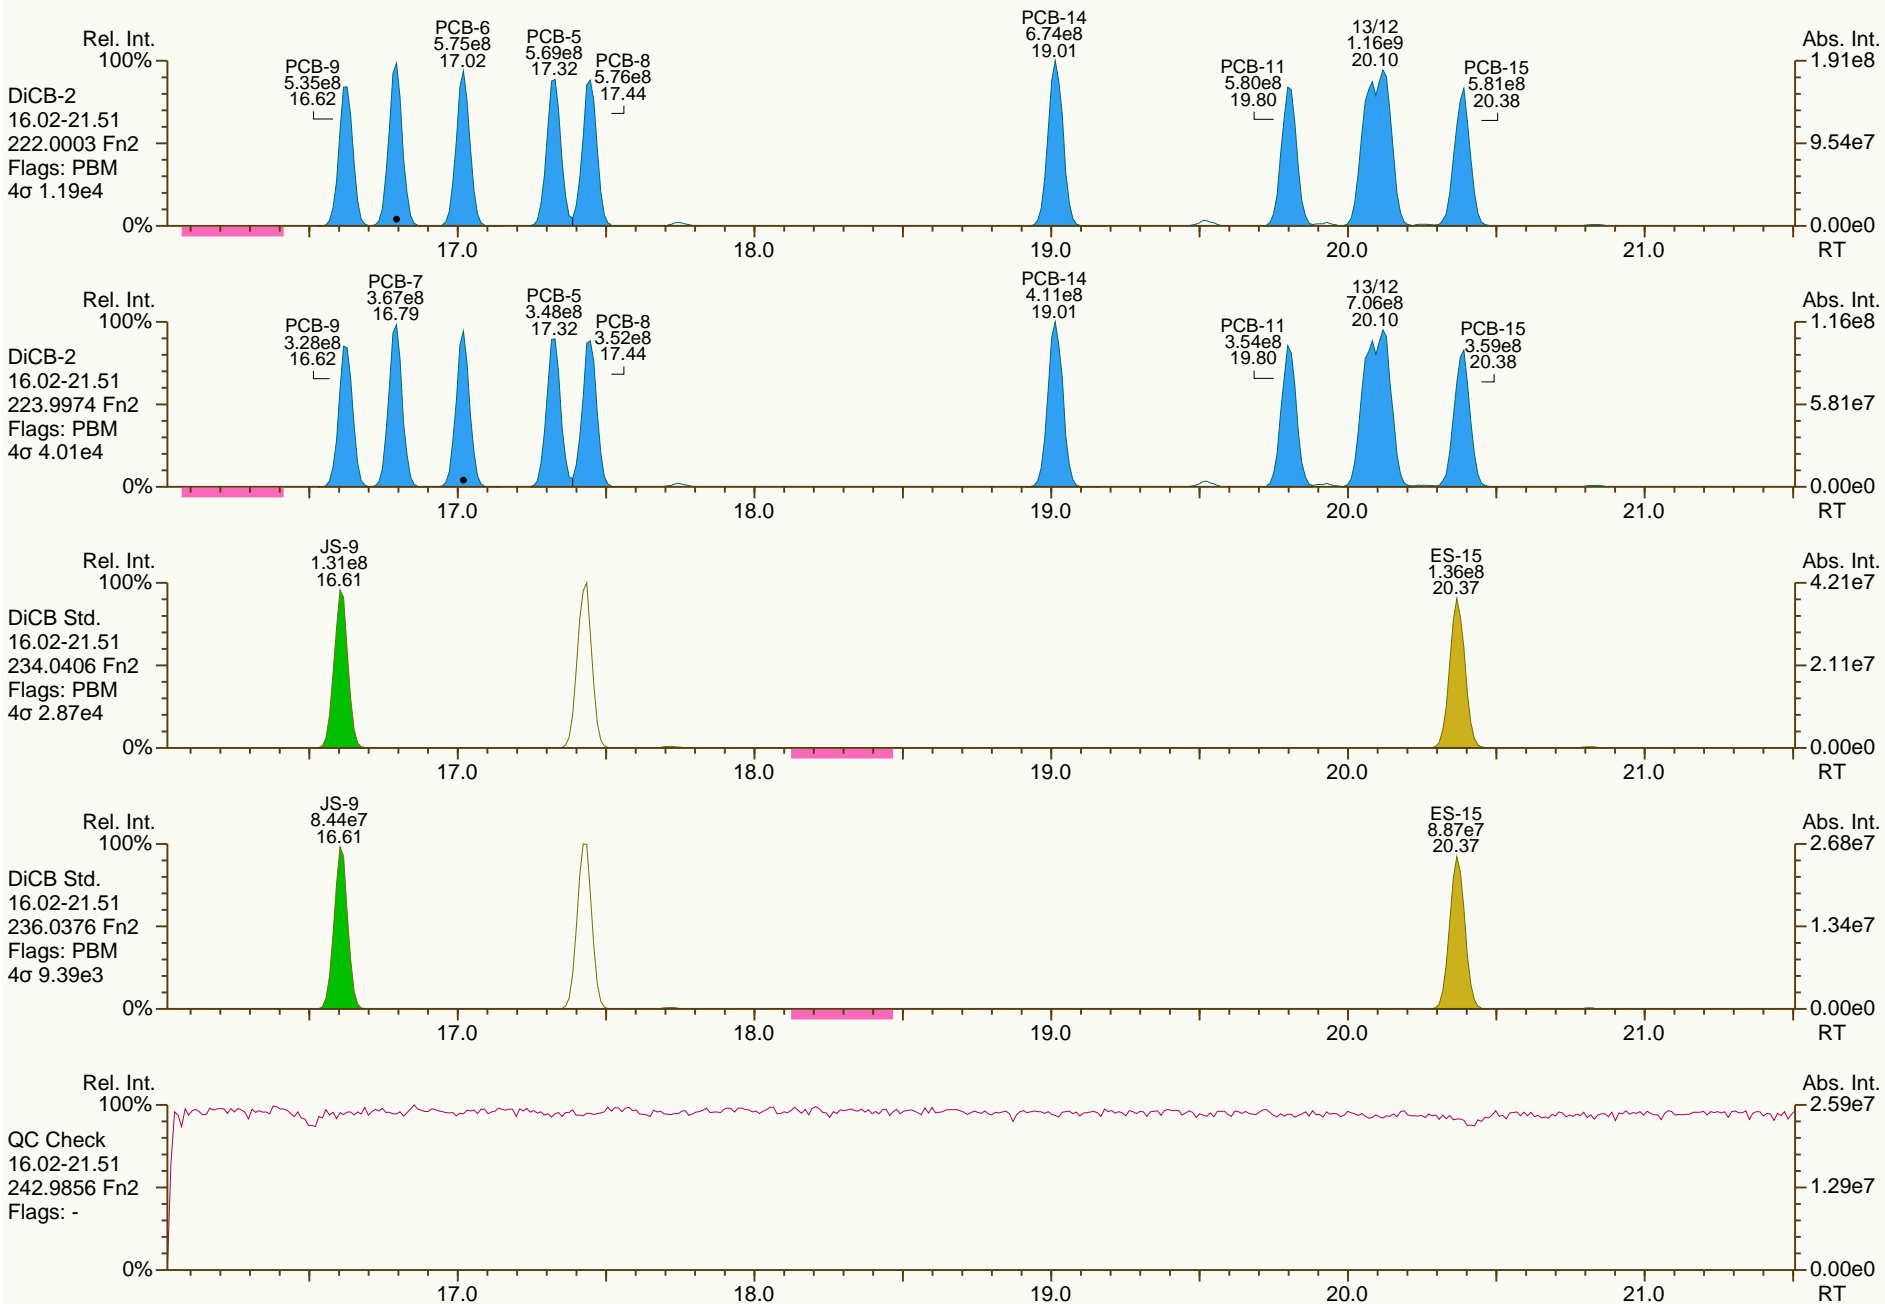 Rel. Int.
100%
0%
DiCB-2
16.02-21.51
222.0003 Fn2
Flags: PBM
4σ 1.19e4
PCB-9
5.35e8
16.62
PCB-6
5.75e8
17.02
PCB-5
5.69e8
17.32
PCB-8
5.76e8
17.44
PCB-14
6.74e8
19.01
PCB-11
5.80e8
19.80
13/12
1.16e9
20.10
PCB-15
5.81e8
20.38
Abs. Int.
1.91e8
9.54e7
0.00e0
17.0 18.0 19.0 20.0 21.0 RT
Rel. Int.
100%
0%
DiCB-2
16.02-21.51
223.9974 Fn2
Flags: PBM
4σ 4.01e4
PCB-9
3.28e8
16.62
PCB-7
3.67e8
16.79
PCB-5
3.48e8
17.32
PCB-8
3.52e8
17.44
PCB-14
4.11e8
19.01
PCB-11
3.54e8
19.80
13/12
7.06e8
20.10
PCB-15
3.59e8
20.38
Abs. Int.
1.16e8
5.81e7
0.00e0
17.0 18.0 19.0 20.0 21.0 RT
Rel. Int.
100%
0%
DiCB Std.
16.02-21.51
234.0406 Fn2
Flags: PBM
4σ 2.87e4
JS-9
1.31e8
16.61
ES-15
1.36e8
20.37
Abs. Int.
4.21e7
2.11e7
0.00e0
17.0 18.0 19.0 20.0 21.0 RT
Rel. Int.
100%
0%
DiCB Std.
16.02-21.51
236.0376 Fn2
Flags: PBM
4σ 9.39e3
JS-9
8.44e7
16.61
ES-15
8.87e7
20.37
Abs. Int.
2.68e7
1.34e7
0.00e0
17.0 18.0 19.0 20.0 21.0 RT
Rel. Int.
100%
0%
QC Check
16.02-21.51
242.9856 Fn2
Flags: -
Abs. Int.
2.59e7
1.29e7
0.00e0
17.0 18.0 19.0 20.0 21.0 RT